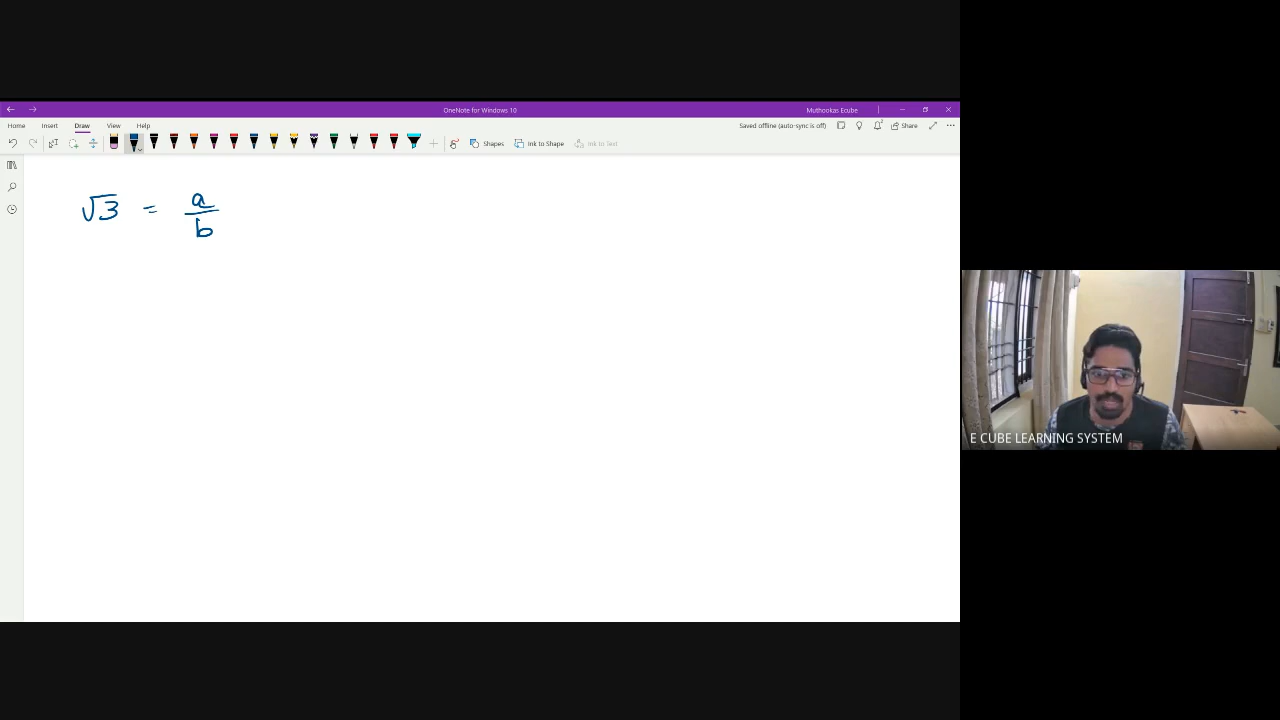 OneNote for Windows 10
Muthookas Ecube
Home Insert Draw View Help
Saved offline (auto-sync is off)
Share
Shapes
Ink to Shape
Ink to Text
√3 = a/b
E CUBE LEARNING SYSTEM